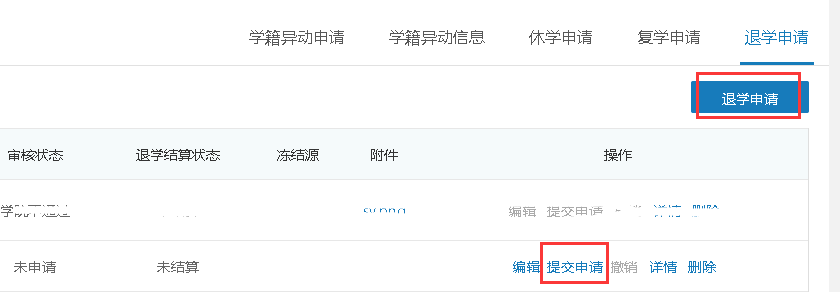 学籍异动申请 学籍异动信息 休学申请 复学申请 退学申请
退学申请
审核状态 退学结算状态 冻结源 附件 操作
编辑 提交申请 详情 删除
未申请 未结算 编辑 提交申请 撤销 详情 删除